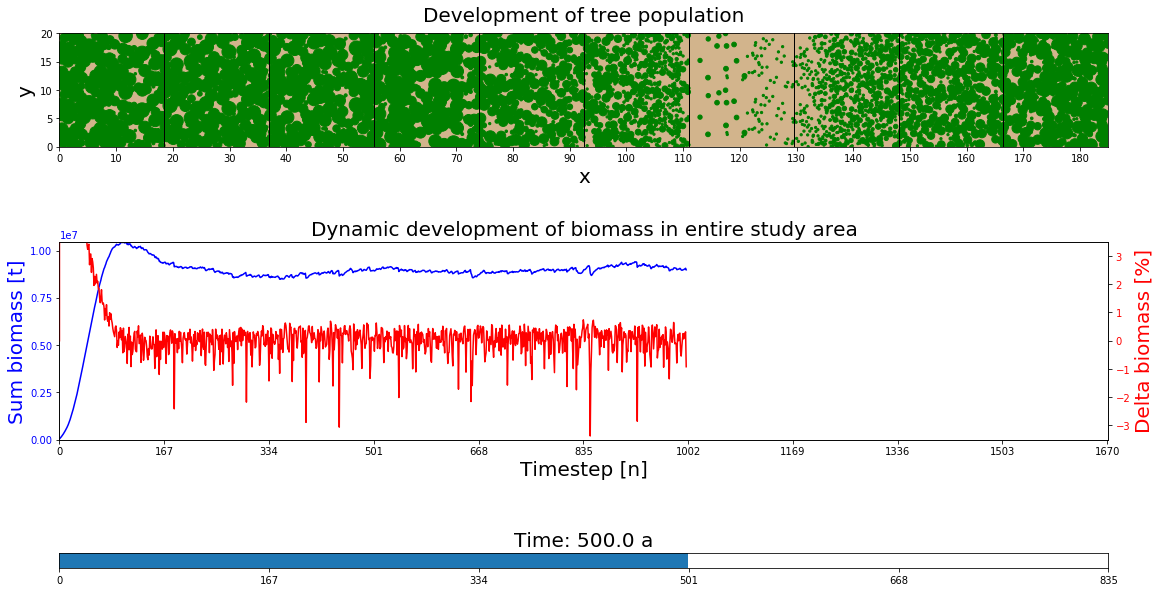 Development of tree population
20
15
10
5
0
y
0 10 20 30 40 50 60 70 80 90 100 110 120 130 140 150 160 170 180
x
Dynamic development of biomass in entire study area
1e7
1.00
0.75
0.50
0.25
0.00
Sum biomass [t]
3
2
1
0
−1
−2
−3
Delta biomass [%]
0 167 334 501 668 835 1002 1169 1336 1503 1670
Timestep [n]
Time: 500.0 a
0 167 334 501 668 835